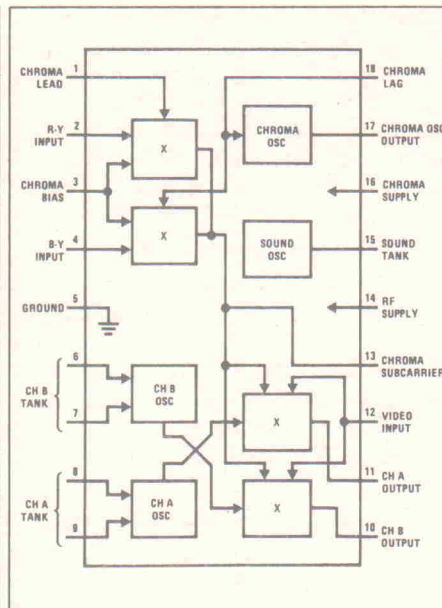 CHROMA
LEAD
1
R-Y
INPUT
2
CHROMA
BIAS
3
B-Y
INPUT
4
GROUND
5
CH B
TANK
6
7
CH A
TANK
8
9
X
X
CHROMA
OSC
SOUND
OSC
CH B
OSC
CH A
OSC
X
X
18
CHROMA
LAG
17
CHROMA OSC
OUTPUT
16
CHROMA
SUPPLY
15
SOUND
TANK
14
RF
SUPPLY
13
CHROMA
SUBCARRIER
12
VIDEO
INPUT
11
CH A
OUTPUT
10
CH B
OUTPUT